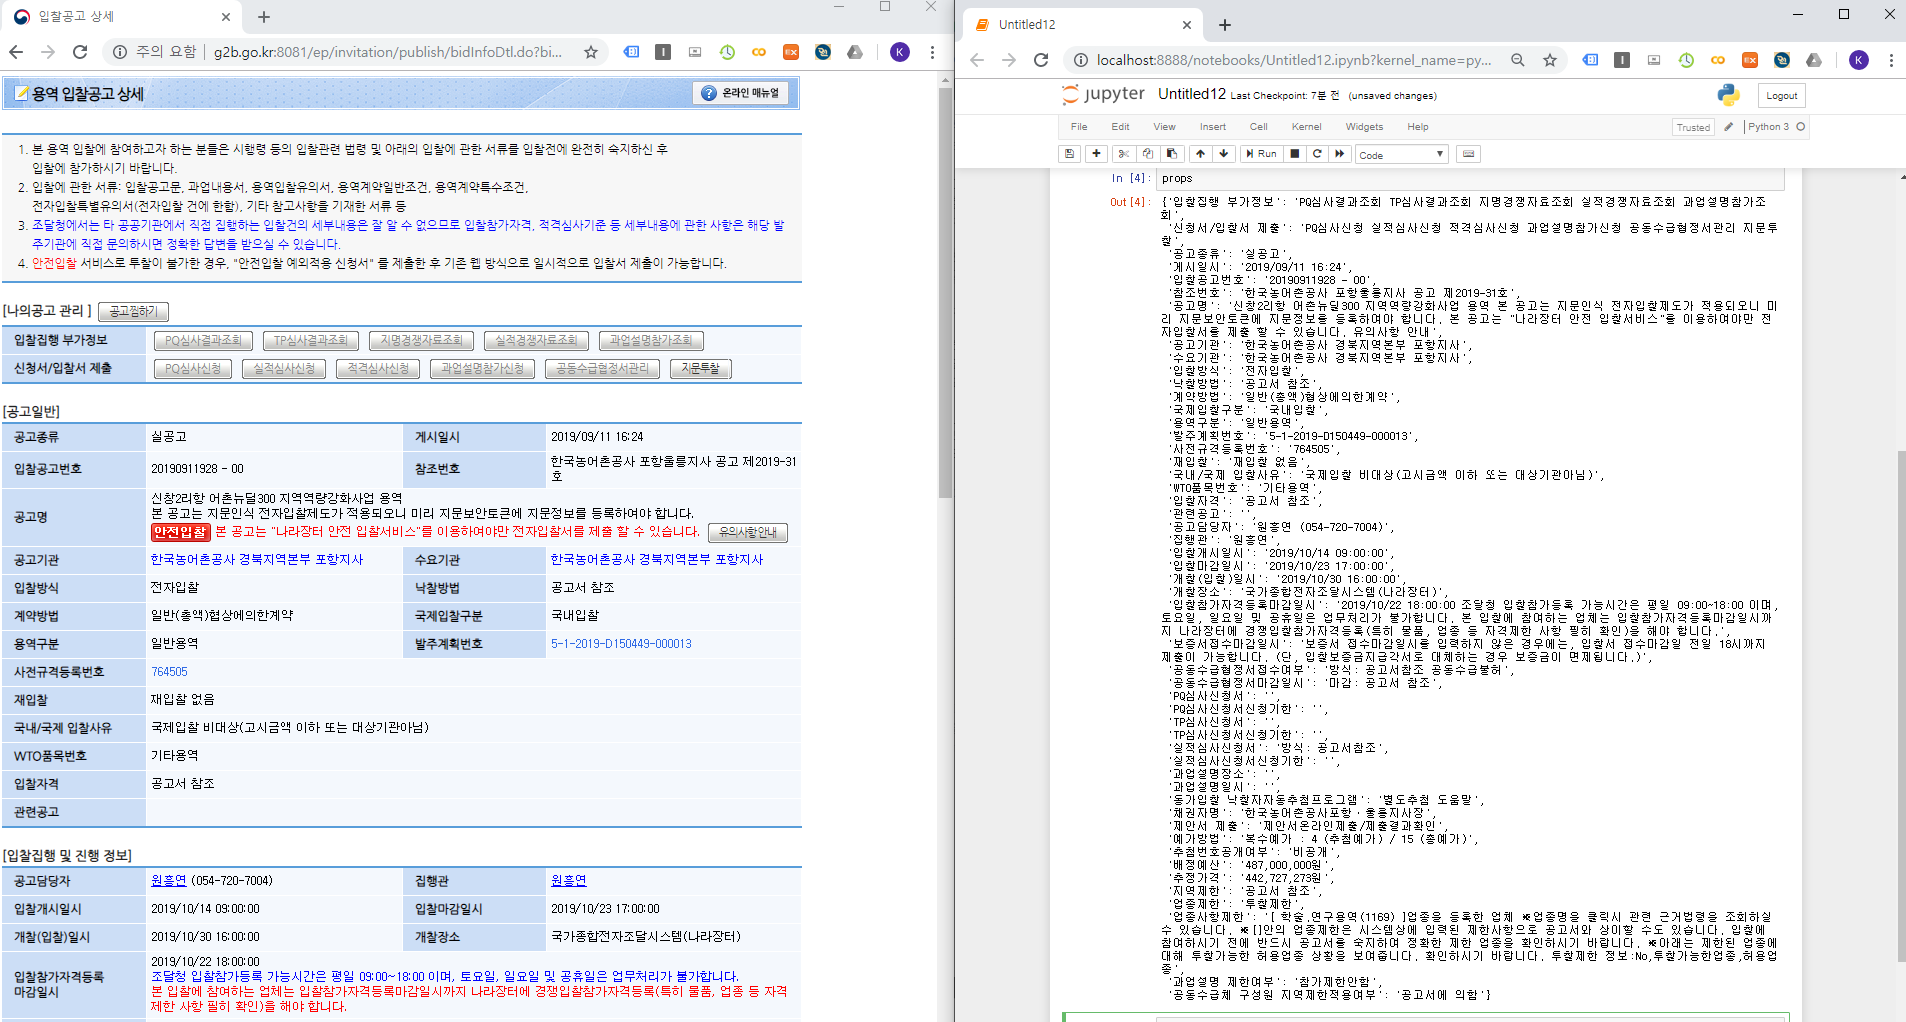 입찰공고 상세
주의 요함
g2b.go.kr:8081/ep/invitation/publish/bidInfoDtl.do?bi...
K
용역 입찰공고 상세
온라인 매뉴얼
1. 본 용역 입찰에 참여하고자 하는 분들은 시행령 등의 입찰관련 법령 및 아래의 입찰에 관한 서류를 입찰전에 완전히 숙지하신 후
입찰에 참가하시기 바랍니다.
2. 입찰에 관한 서류: 입찰공고문, 과업내용서, 용역입찰유의서, 용역계약일반조건, 용역계약특수조건,
전자입찰특별유의서(전자입찰 건에 한함), 기타 참고사항을 기재한 서류 등
3. 조달청에서는 타 공공기관에서 직접 집행하는 입찰건의 세부내용은 잘 알 수 없으므로 입찰참가자격, 적격심사기준 등 세부내용에 관한 사항은 해당 발
주기관에 직접 문의하시면 정확한 답변을 받으실 수 있습니다.
4. 안전입찰 서비스로 투찰이 불가한 경우, "안전입찰 예외적용 신청서" 를 제출한 후 기존 웹 방식으로 일시적으로 입찰서 제출이 가능합니다.
[나의공고 관리 ] 공고찜하기
입찰집행 부가정보 PQ심사결과조회 TP심사결과조회 지명경쟁자료조회 실적경쟁자료조회 과업설명참가조회
신청서/입찰서 제출 PQ심사신청 실적심사신청 적격심사신청 과업설명참가신청 공동수급협정서관리 지문투찰
[공고일반]
공고종류 실공고 게시일시 2019/09/11 16:24
입찰공고번호 20190911928 - 00 참조번호 한국농어촌공사 포항울릉지사 공고 제2019-31
호
공고명 신창2리항 어촌뉴딜300 지역역량강화사업 용역
본 공고는 지문인식 전자입찰제도가 적용되오니 미리 지문보안토큰에 지문정보를 등록하여야 합니다.
안전입찰 본 공고는 "나라장터 안전 입찰서비스"를 이용하여야만 전자입찰서를 제출 할 수 있습니다. 유의사항안내
공고기관 한국농어촌공사 경북지역본부 포항지사 수요기관 한국농어촌공사 경북지역본부 포항지사
입찰방식 전자입찰 낙찰방법 공고서 참조
계약방법 일반(총액)협상에의한계약 국제입찰구분 국내입찰
용역구분 일반용역 발주계획번호 5-1-2019-D150449-000013
사전규격등록번호 764505
재입찰 재입찰 없음
국내/국제 입찰사유 국제입찰 비대상(고시금액 이하 또는 대상기관아님)
WTO품목번호 기타용역
입찰자격 공고서 참조
관련공고
[입찰집행 및 진행 정보]
공고담당자 원흥연 (054-720-7004) 집행관 원흥연
입찰개시일시 2019/10/14 09:00:00 입찰마감일시 2019/10/23 17:00:00
개찰(입찰)일시 2019/10/30 16:00:00 개찰장소 국가종합전자조달시스템(나라장터)
입찰참가자격등록
마감일시
2019/10/22 18:00:00
조달청 입찰참가등록 가능시간은 평일 09:00~18:00 이며, 토요일, 일요일 및 공휴일은 업무처리가 불가합니다.
본 입찰에 참여하는 업체는 입찰참가자격등록마감일시까지 나라장터에 경쟁입찰참가자격등록(특히 물품, 업종 등 자격
제한 사항 필히 확인)을 해야 합니다.
Untitled12
localhost:8888/notebooks/Untitled12.ipynb?kernel_name=py...
K
jupyter Untitled12 Last Checkpoint: 7분 전 (unsaved changes)
Logout
File Edit View Insert Cell Kernel Widgets Help
Trusted Python 3
Run Code
In [4]: props
Out[4]: {'입찰집행 부가정보': 'PQ심사결과조회 TP심사결과조회 지명경쟁자료조회 실적경쟁자료조회 과업설명참가조
회',
'신청서/입찰서 제출': 'PQ심사신청 실적심사신청 적격심사신청 과업설명참가신청 공동수급협정서관리 지문투
찰',
'공고종류': '실공고',
'게시일시': '2019/09/11 16:24',
'입찰공고번호': '20190911928 - 00',
'참조번호': '한국농어촌공사 포항울릉지사 공고 제2019-31호',
'공고명': '신창2리항 어촌뉴딜300 지역역량강화사업 용역 본 공고는 지문인식 전자입찰제도가 적용되오니 미
리 지문보안토큰에 지문정보를 등록하여야 합니다. 본 공고는 "나라장터 안전 입찰서비스"를 이용하여야만 전
자입찰서를 제출 할 수 있습니다. 유의사항 안내',
'공고기관': '한국농어촌공사 경북지역본부 포항지사',
'수요기관': '한국농어촌공사 경북지역본부 포항지사',
'입찰방식': '전자입찰',
'낙찰방법': '공고서 참조',
'계약방법': '일반(총액)협상에의한계약',
'국제입찰구분': '국내입찰',
'용역구분': '일반용역',
'발주계획번호': '5-1-2019-D150449-000013',
'사전규격등록번호': '764505',
'재입찰': '재입찰 없음',
'국내/국제 입찰사유': '국제입찰 비대상(고시금액 이하 또는 대상기관아님)',
'WTO품목번호': '기타용역',
'입찰자격': '공고서 참조',
'관련공고': '',
'공고담당자': '원흥연 (054-720-7004)',
'집행관': '원흥연',
'입찰개시일시': '2019/10/14 09:00:00',
'입찰마감일시': '2019/10/23 17:00:00',
'개찰(입찰)일시': '2019/10/30 16:00:00',
'개찰장소': '국가종합전자조달시스템(나라장터)',
'입찰참가자격등록마감일시': '2019/10/22 18:00:00 조달청 입찰참가등록 가능시간은 평일 09:00~18:00 이며,
토요일, 일요일 및 공휴일은 업무처리가 불가합니다. 본 입찰에 참여하는 업체는 입찰참가자격등록마감일시까
지 나라장터에 경쟁입찰참가자격등록(특히 물품, 업종 등 자격제한 사항 필히 확인)을 해야 합니다.',
'보증서접수마감일시': '보증서 접수마감일시를 입력하지 않은 경우에는, 입찰서 접수마감일 전일 18시까지
제출이 가능합니다. (단, 입찰보증금지급각서로 대체하는 경우 보증금이 면제됩니다.)',
'공동수급협정서접수여부': '방식: 공고서참조 공동수급불허',
'공동수급협정서마감일시': '마감: 공고서 참조',
'PQ심사신청서': '',
'PQ심사신청서신청기한': '',
'TP심사신청서': '',
'TP심사신청서신청기한': '',
'실적심사신청서': '방식: 공고서참조',
'실적심사신청서신청기한': '',
'과업설명장소': '',
'과업설명일시': '',
'동가입찰 낙찰자자동추첨프로그램': '별도추첨 도움말',
'채권자명': '한국농어촌공사포항·울릉지사장',
'제안서 제출': '제안서온라인제출/제출결과확인',
'예가방법': '복수예가 : 4 (추첨예가) / 15 (총예가)',
'추첨번호공개여부': '비공개',
'배정예산': '487,000,000원',
'추정가격': '442,727,273원',
'지역제한': '공고서 참조',
'업종제한': '투찰제한',
'업종사항제한': '[ 학술.연구용역(1169) ]업종을 등록한 업체 ※업종명을 클릭시 관련 근거법령을 조회하실
수 있습니다. ※[]안의 업종제한은 시스템상에 입력된 제한사항으로 공고서와 상이할 수도 있습니다. 입찰에
참여하시기 전에 반드시 공고서를 숙지하여 정확한 제한 업종을 확인하시기 바랍니다. ※아래는 제한된 업종에
대해 투찰가능한 허용업종 상황을 보여줍니다. 확인하시기 바랍니다. 투찰제한 정보:No,투찰가능한업종,허용업
종',
'과업설명 제한여부': '참가제한안함',
'공동수급체 구성원 지역제한적용여부': '공고서에 의함'}